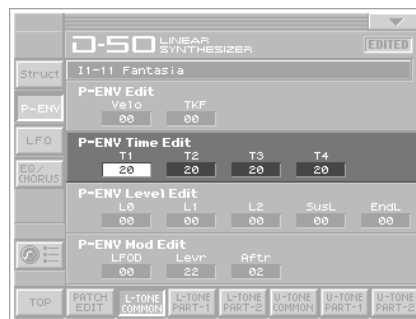 D-50 LINEAR SYNTHESIZER EDITED
Struct I1-11 Fantasia
P-ENV Edit
Velo TKF
P-ENV 00 00
LFO P-ENV Time Edit
T1 T2 T3 T4
20 20 20 20
EQ/CHORUS P-ENV Level Edit
L0 L1 L2 SusL EndL
00 00 00 00 00
P-ENV Mod Edit
LFOD Levr Aftr
00 22 02
TOP PATCH EDIT L-TONE COMMON L-TONE PART-1 L-TONE PART-2 U-TONE COMMON U-TONE PART-1 U-TONE PART-2